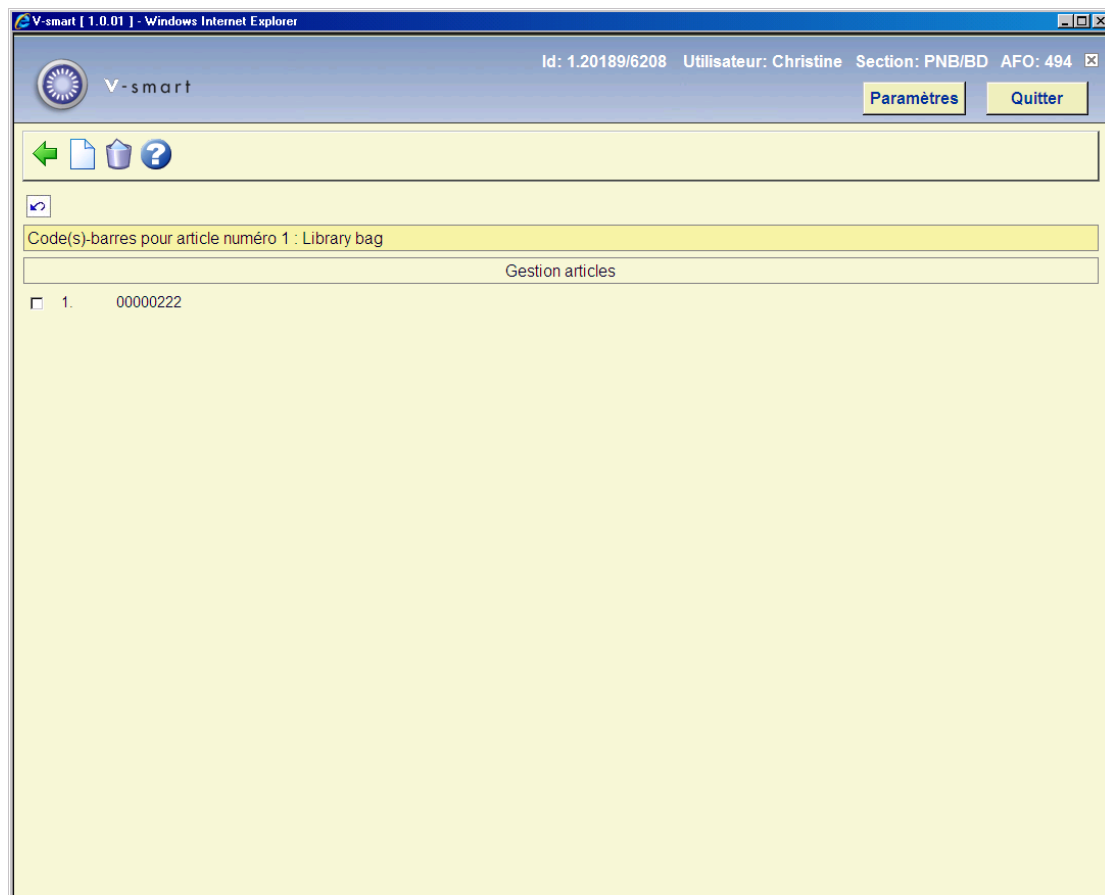 V-smart [ 1.0.01 ] - Windows Internet Explorer
Id: 1.20189/6208 Utilisateur: Christine Section: PNB/BD AFO: 494
V-smart
Paramètres Quitter
Code(s)-barres pour article numéro 1 : Library bag
Gestion articles
1. 00000222